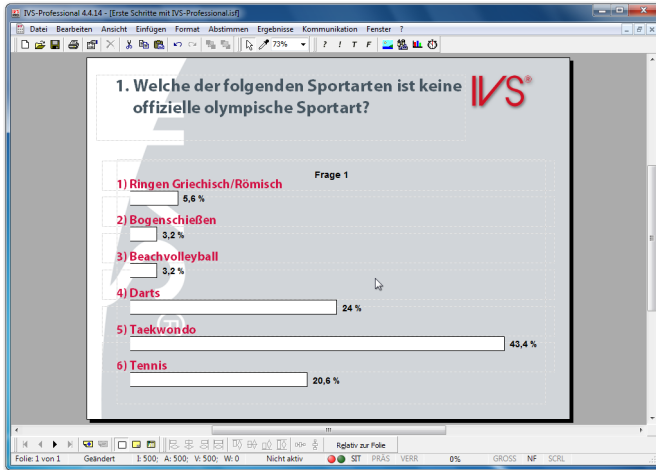 IVS-Professional 4.4.14 - [Erste Schritte mit IVS-Professional.isf]
Datei Bearbeiten Ansicht Einfügen Format Abstimmen Ergebnisse Kommunikation Fenster ?
73% ? ! T F
1. Welche der folgenden Sportarten ist keine
offizielle olympische Sportart?
IVS®
Frage 1
1) Ringen Griechisch/Römisch
5,6 %
2) Bogenschießen
3,2 %
3) Beachvolleyball
3,2 %
4) Darts
24 %
5) Taekwondo
43,4 %
6) Tennis
20,6 %
Relativ zur Folie
Folie: 1 von 1 Geändert I: 500; A: 500; V: 500; W: 0 Nicht aktiv SIT PRÄS VERR 0% GROSS NF SCRL